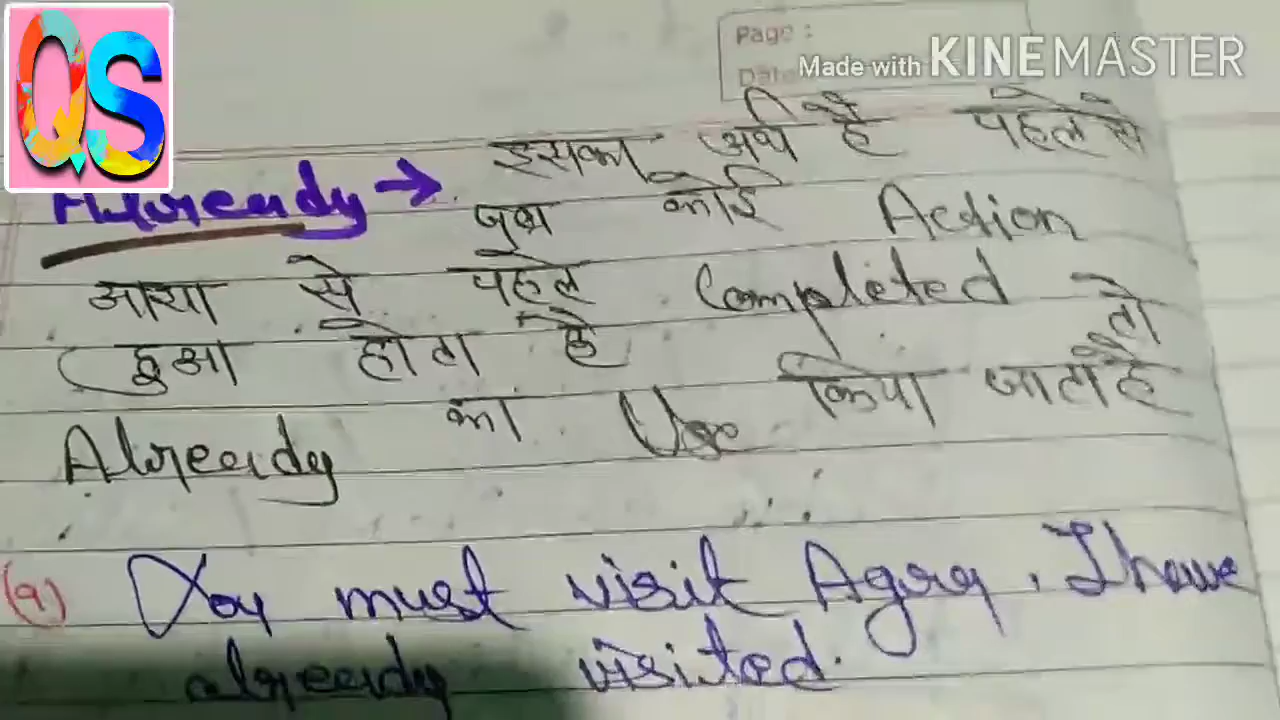 QS
Page :
Date
Made with KINEMASTER
Already → इसका अर्थ है पहले से
जब कोई Action
आशा से पहले Completed
हुआ होता है तो
Already का Use किया जाता है
(a) You must visit Agra, I have
already visited.